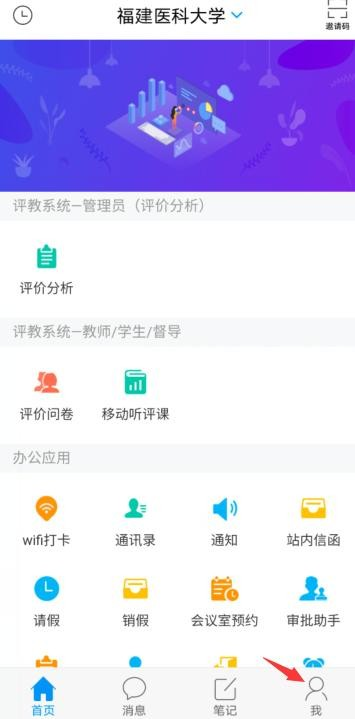 福建医科大学
邀请码
评教系统—管理员（评价分析）
评价分析
评教系统—教师/学生/督导
评价问卷 移动听评课
办公应用
wifi打卡 通讯录 通知 站内信函
请假 销假 会议室预约 审批助手
首页 消息 笔记 我